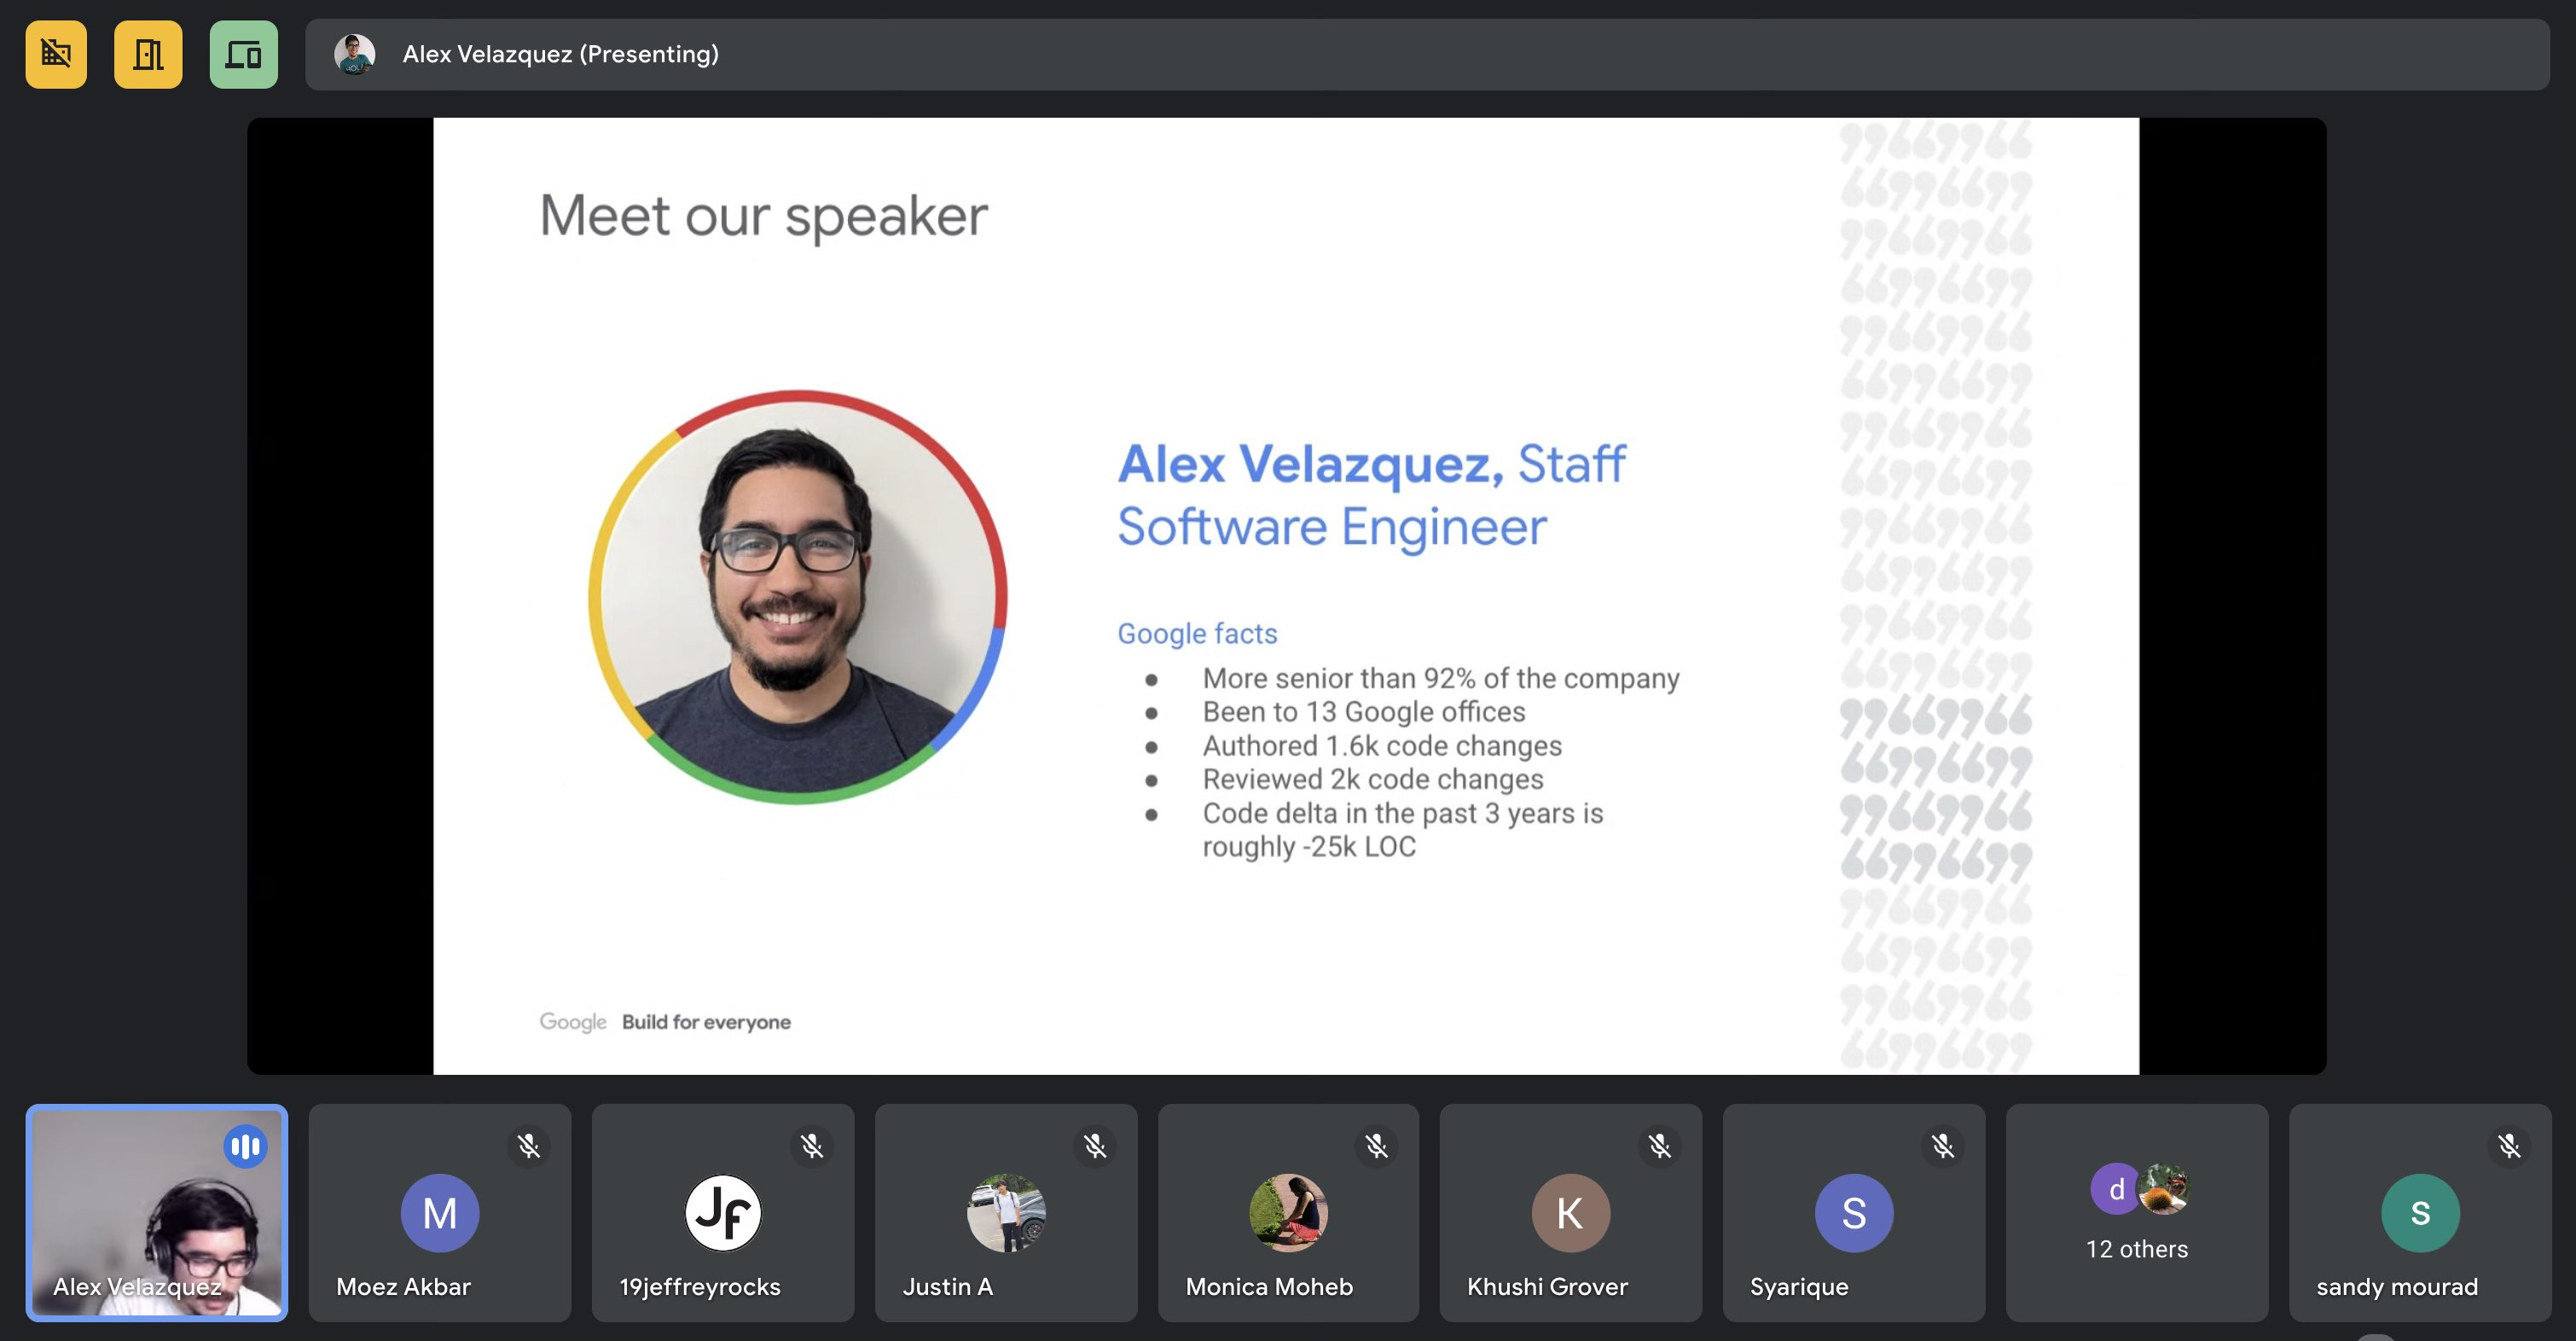 Alex Velazquez (Presenting)
Meet our speaker
Alex Velazquez, Staff
Software Engineer
Google facts
● More senior than 92% of the company
● Been to 13 Google offices
● Authored 1.6k code changes
● Reviewed 2k code changes
● Code delta in the past 3 years is
roughly -25k LOC
Google Build for everyone
M
Jf
K
S
d
12 others
s
Alex Velazquez
Moez Akbar
19jeffreyrocks
Justin A
Monica Moheb
Khushi Grover
Syarique
sandy mourad